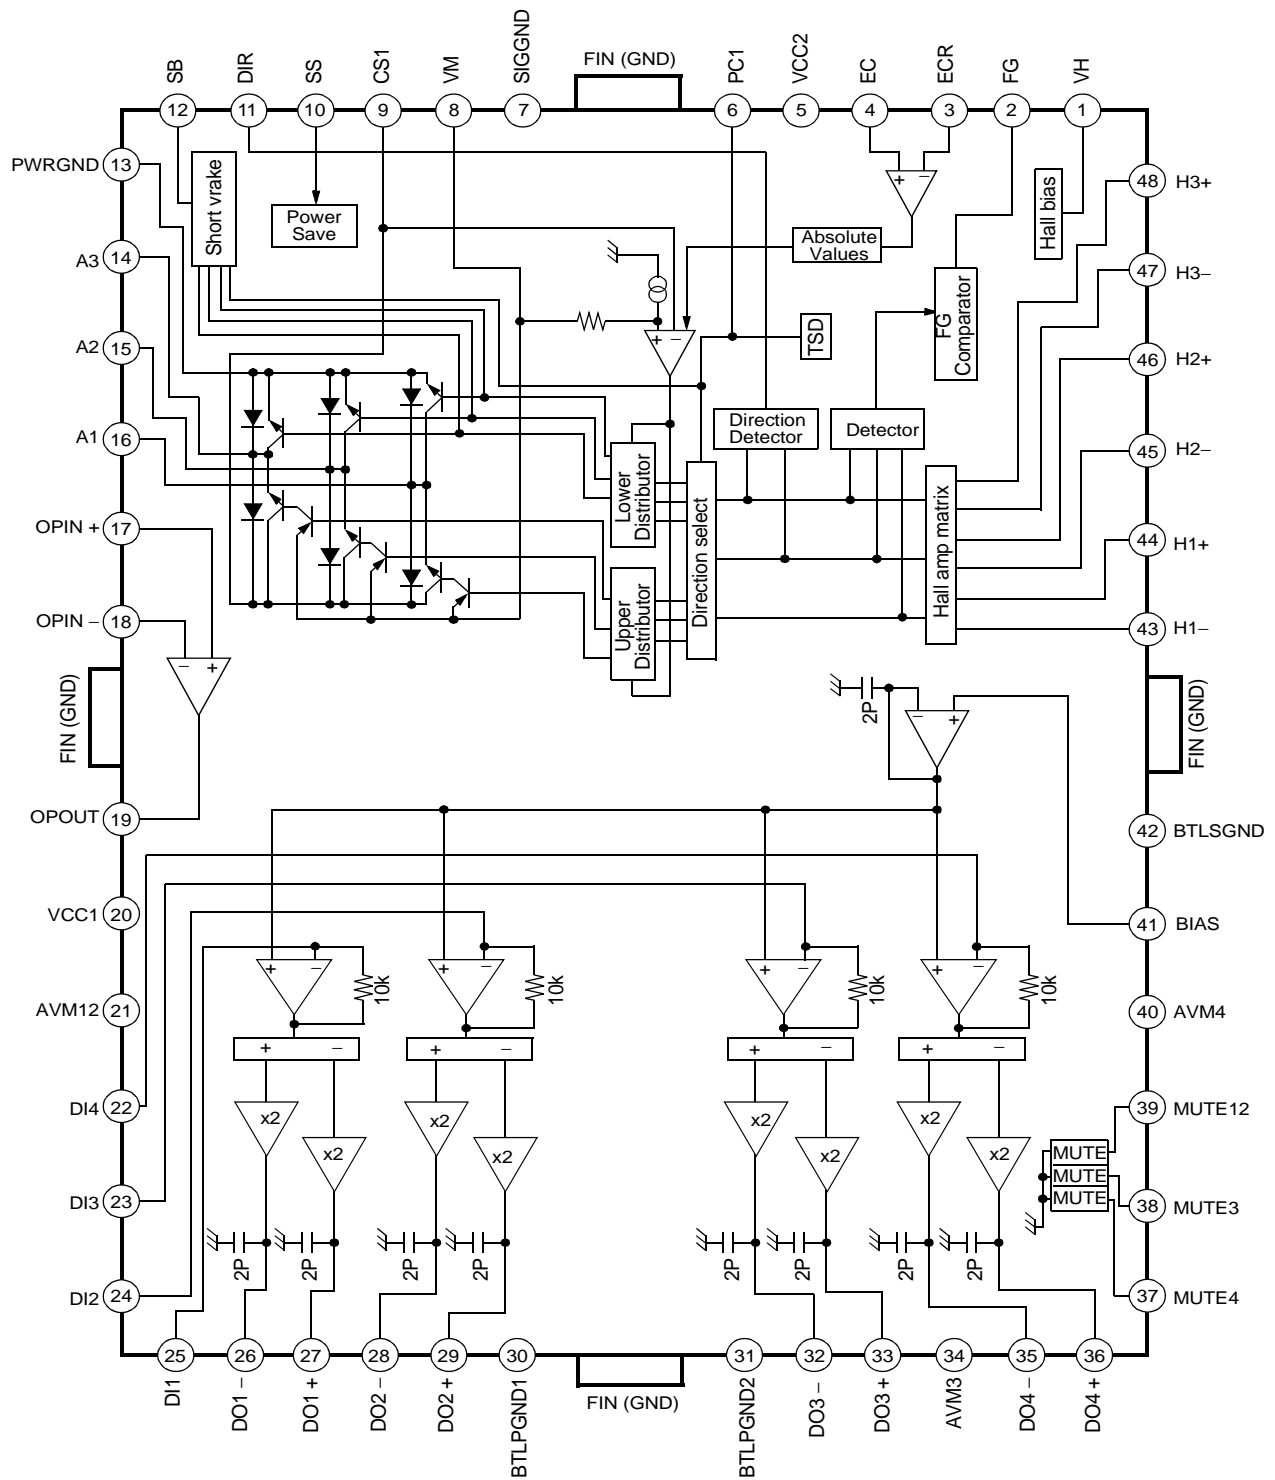 SB
DIR
SS
CS1
VM
SIGGND
FIN (GND)
PC1
VCC2
EC
ECR
FG
VH
12
11
10
9
8
7
6
5
4
3
2
1
PWRGND 13
A3 14
A2 15
A1 16
OPIN + 17
OPIN − 18
FIN (GND)
OPOUT 19
VCC1 20
AVM12 21
DI4 22
DI3 23
DI2 24
48 H3+
47 H3−
46 H2+
45 H2−
44 H1+
43 H1−
FIN (GND)
42 BTLSGND
41 BIAS
40 AVM4
39 MUTE12
38 MUTE3
37 MUTE4
Short vrake
Power
Save
Hall bias
+ −
Absolute
Values
FG
Comparator
+ −
TSD
Direction
Detector
Detector
Lower
Distributor
Upper
Distributor
Direction select
Hall amp matrix
− +
2P
− +
+ −
10k
+ −
10k
+ −
10k
+ −
10k
+ −
+ −
+ −
+ −
x2
x2
x2
x2
x2
x2
x2
x2
MUTE
MUTE
MUTE
2P
2P
2P
2P
2P
2P
2P
2P
25
26
27
28
29
30
31
32
33
34
35
36
DI1
DO1 −
DO1 +
DO2 −
DO2 +
BTLPGND1
FIN (GND)
BTLPGND2
DO3 −
DO3 +
AVM3
DO4 −
DO4 +